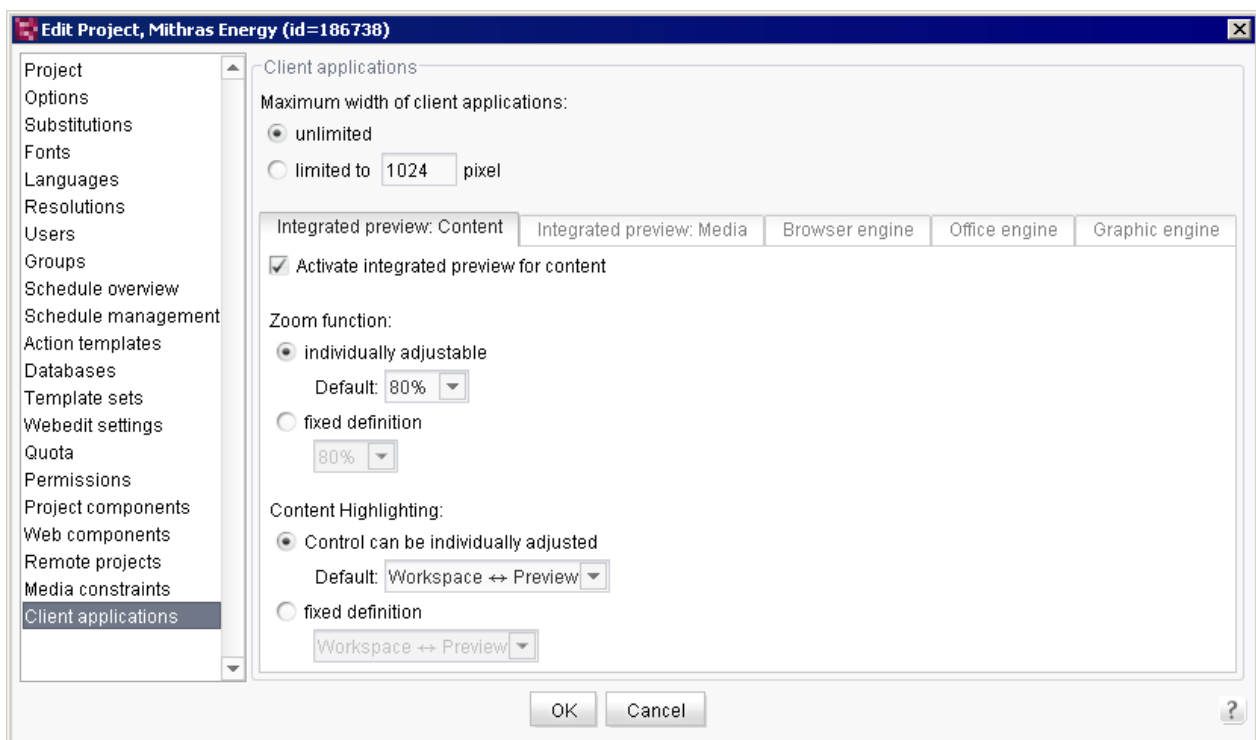 Edit Project, Mithras Energy (id=186738)
Project
Options
Substitutions
Fonts
Languages
Resolutions
Users
Groups
Schedule overview
Schedule management
Action templates
Databases
Template sets
Webedit settings
Quota
Permissions
Project components
Web components
Remote projects
Media constraints
Client applications
Client applications
Maximum width of client applications:
unlimited
limited to 1024 pixel
Integrated preview: Content Integrated preview: Media Browser engine Office engine Graphic engine
Activate integrated preview for content
Zoom function:
individually adjustable
Default: 80%
fixed definition
80%
Content Highlighting:
Control can be individually adjusted
Default: Workspace ↔ Preview
fixed definition
Workspace ↔ Preview
OK Cancel ?